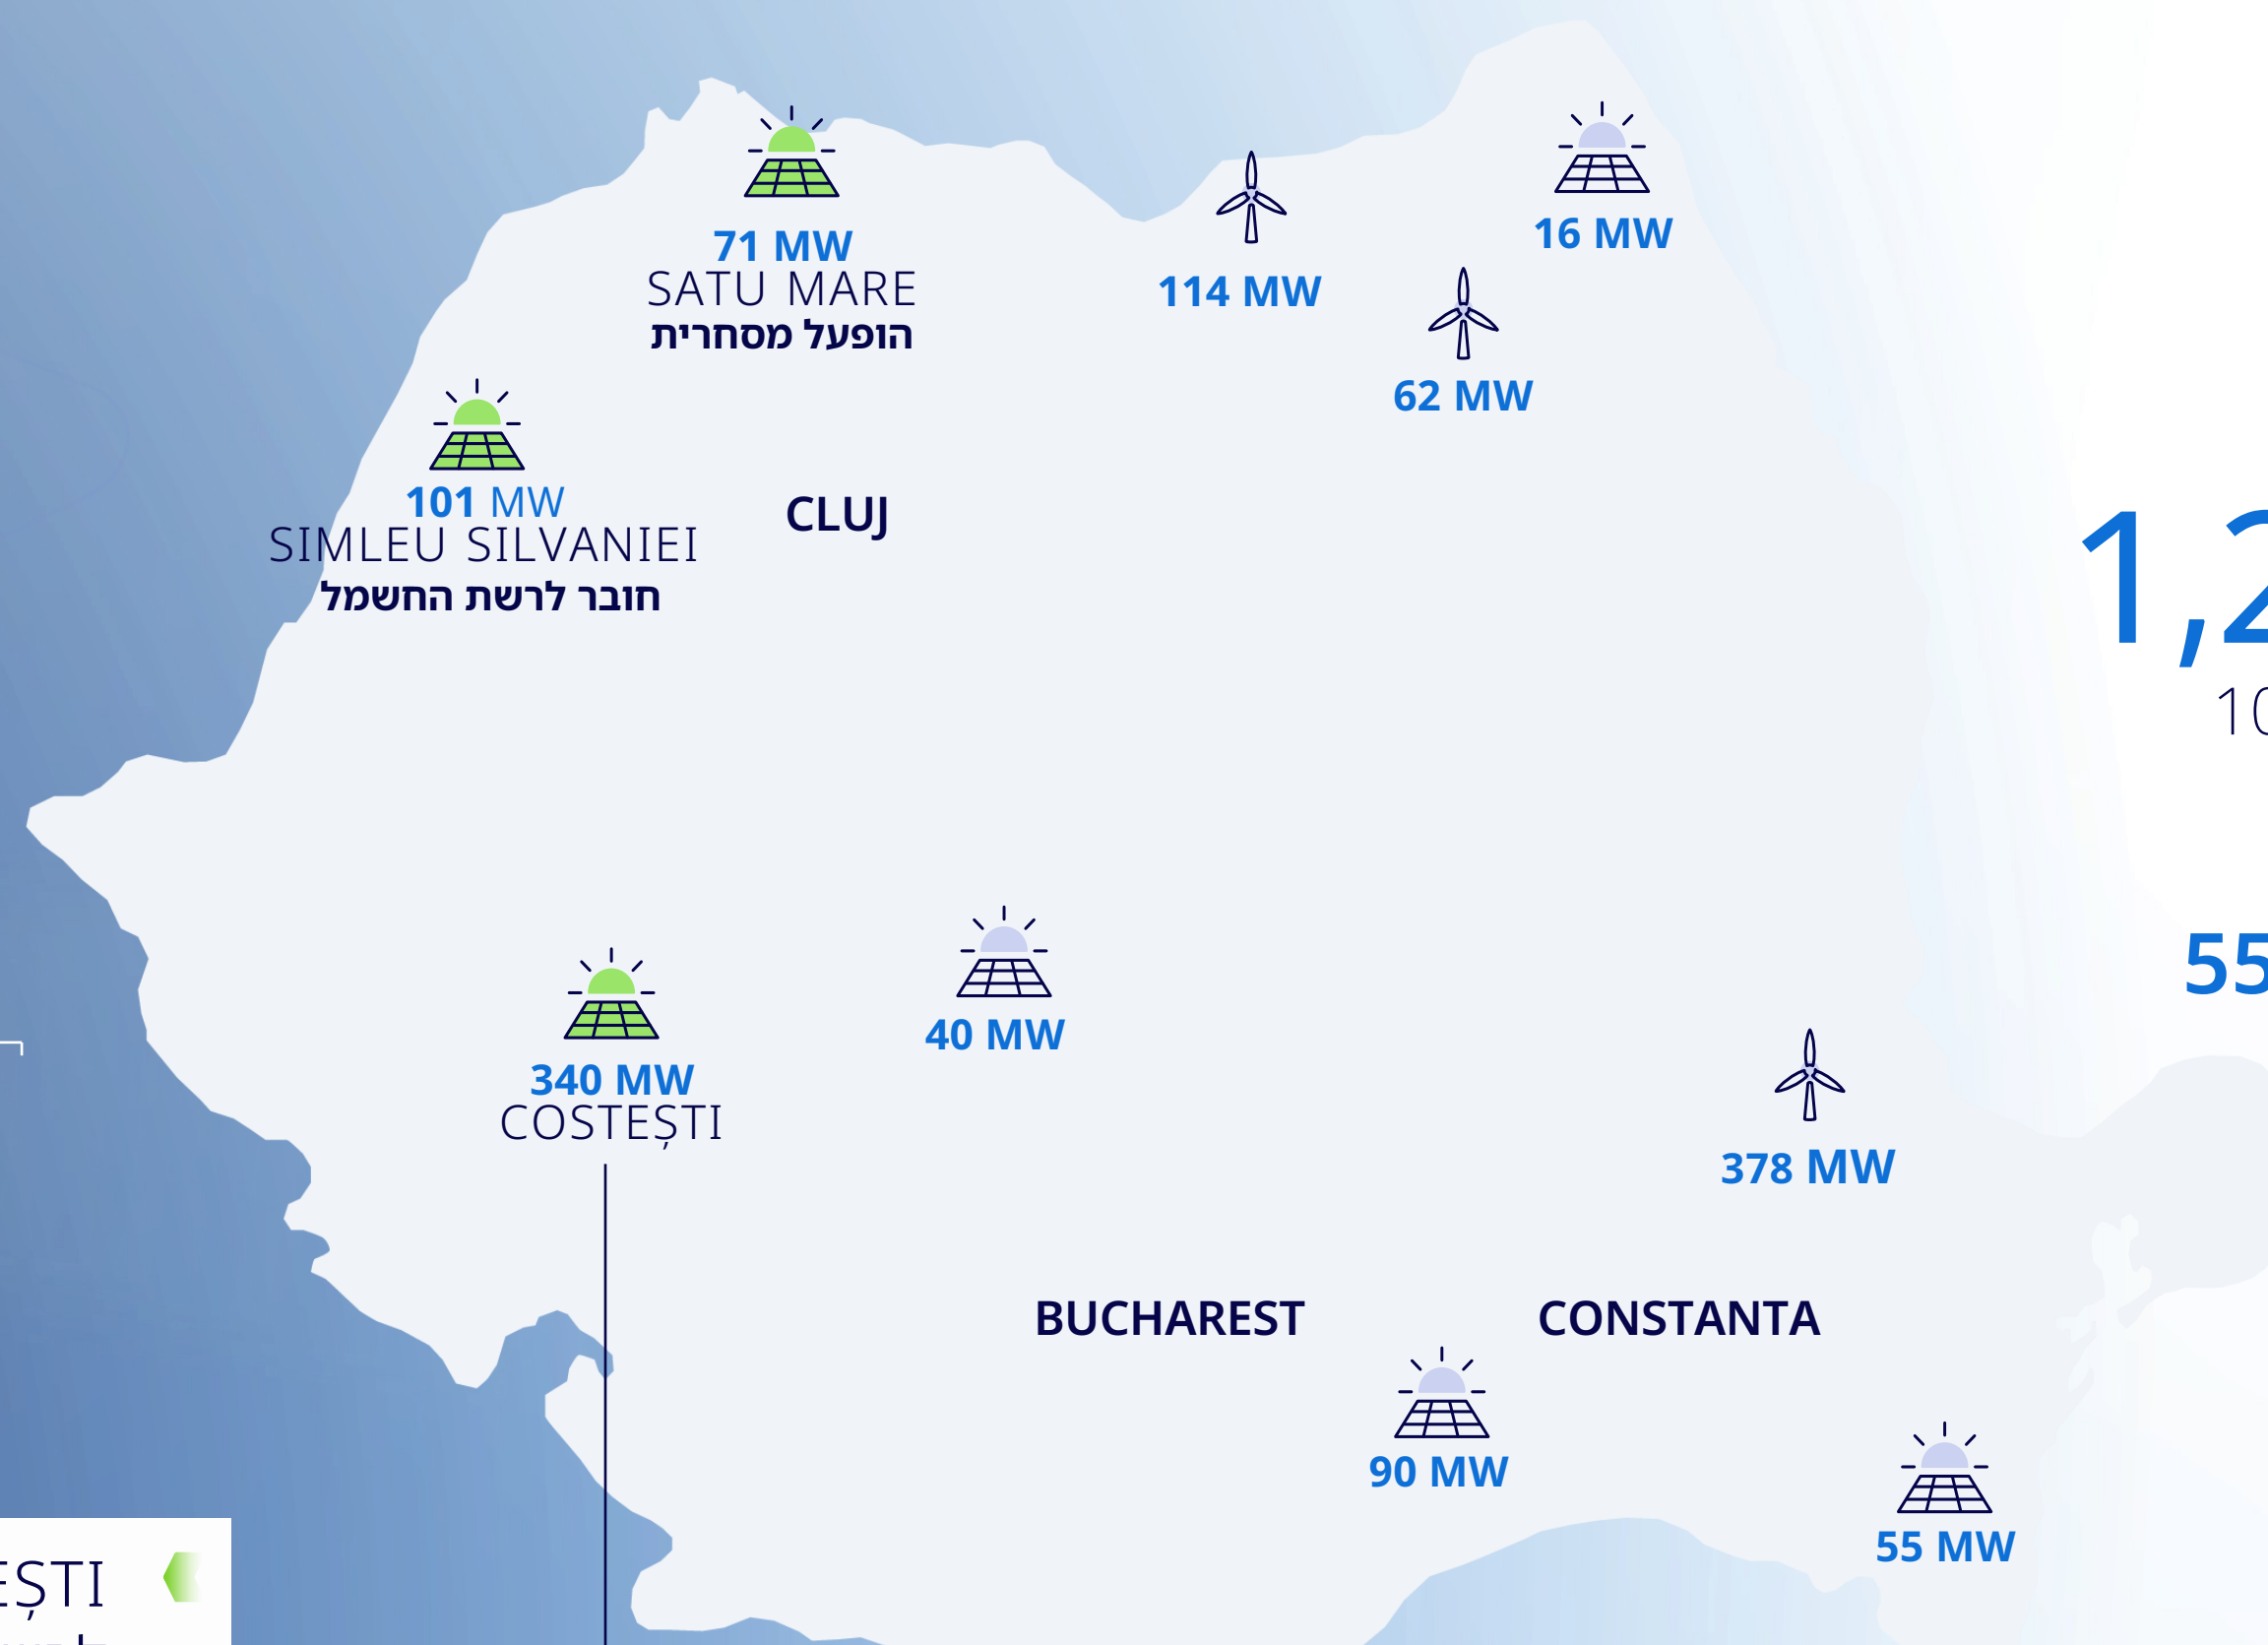 16 MW
71 MW
SATU MARE
הופעל מסחרית
114 MW
62 MW
101 MW
SIMLEU SILVANIEI
חובר לרשת החשמל
CLUJ
1,2
10
55
40 MW
340 MW
COSTEȘTI
378 MW
BUCHAREST
CONSTANTA
90 MW
55 MW
EȘTI